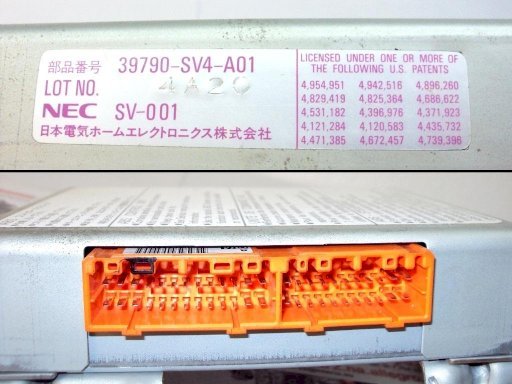 部品番号 39790-SV4-A01
LOT NO. 4A20
NEC SV-001
日本電気ホームエレクトロニクス株式会社
LICENSED UNDER ONE OR MORE OF
THE FOLLOWING U.S. PATENTS
4,954,951 4,942,516 4,896,260
4,829,419 4,825,364 4,686,622
4,531,182 4,396,976 4,371,923
4,121,284 4,120,583 4,435,732
4,471,385 4,672,457 4,739,396